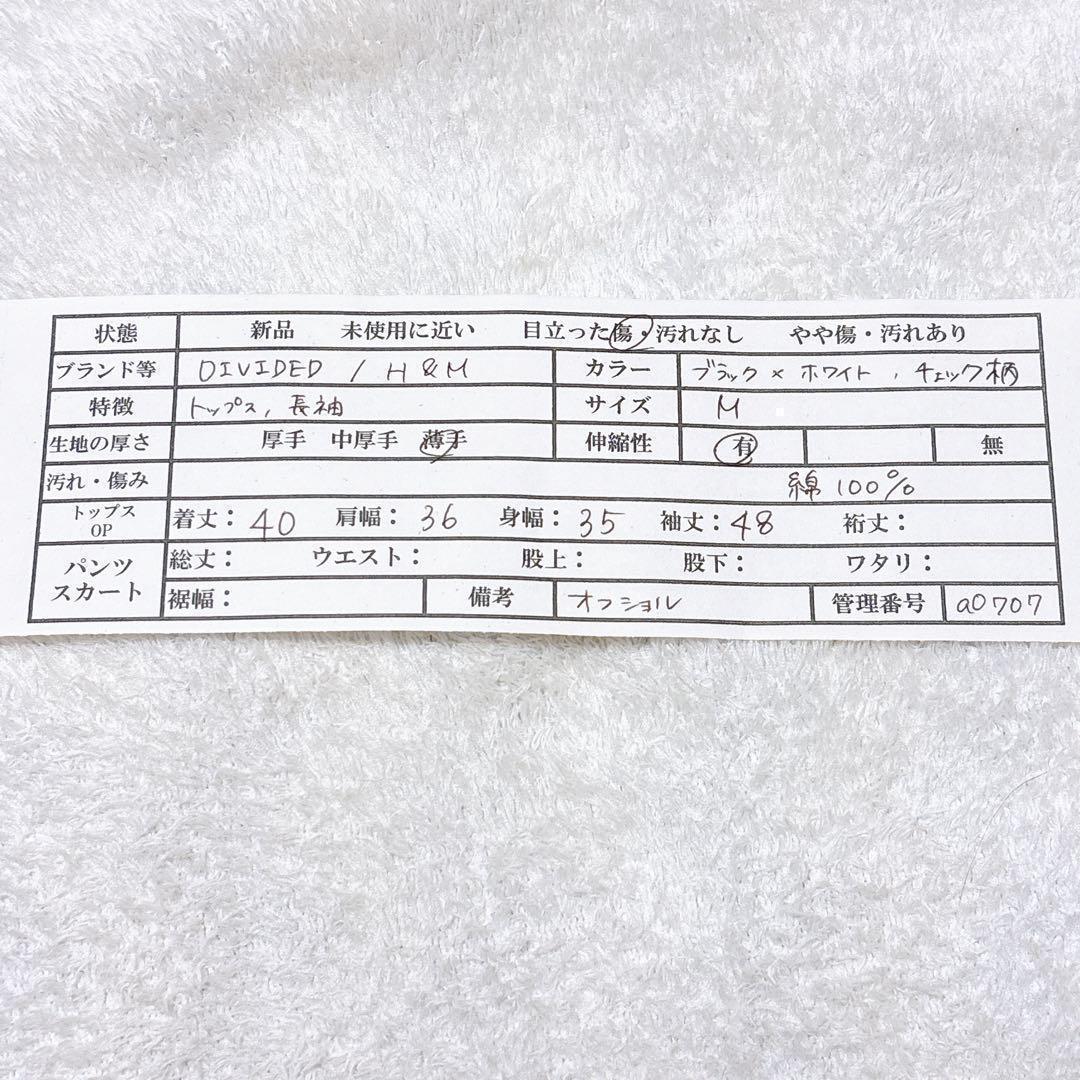 状態 新品 未使用に近い 目立った傷・汚れなし やや傷・汚れあり
ブランド等 DIVIDED / H&M カラー ブラック×ホワイト, チェック柄
特徴 トップス, 長袖 サイズ M
生地の厚さ 厚手 中厚手 薄手 伸縮性 有 無
汚れ・傷み 綿 100%
トップス OP 着丈: 40 肩幅: 36 身幅: 35 袖丈: 48 裄丈:
パンツ スカート 総丈: ウエスト: 股上: 股下: ワタリ:
裾幅: 備考 オフショル 管理番号 a0707